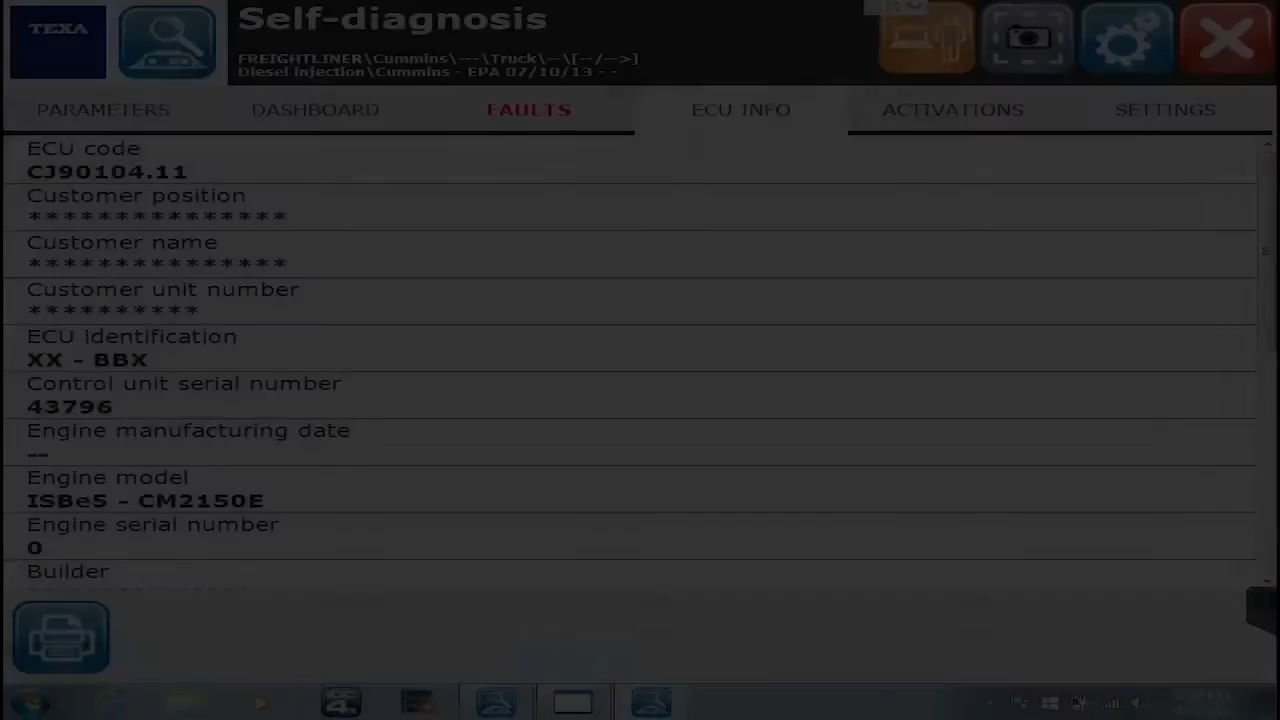 TEXA
Self-diagnosis
FREIGHTLINER\Cummins\---\Truck\--\[--/-->]
Diesel injection\Cummins - EPA 07/10/13 - -
PARAMETERS DASHBOARD FAULTS ECU INFO ACTIVATIONS SETTINGS
ECU code
CJ90104.11
Customer position
***************
Customer name
***************
Customer unit number
**********
ECU identification
XX - BBX
Control unit serial number
43796
Engine manufacturing date
--
Engine model
ISBe5 - CM2150E
Engine serial number
0
Builder